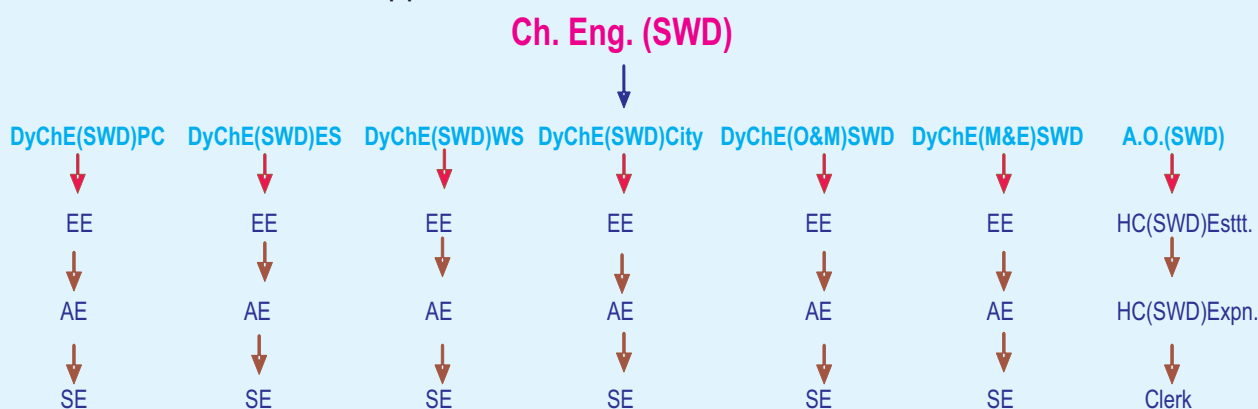 Ch. Eng. (SWD)
DyChE(SWD)PC DyChE(SWD)ES DyChE(SWD)WS DyChE(SWD)City DyChE(O&M)SWD DyChE(M&E)SWD A.O.(SWD)
EE EE EE EE EE EE HC(SWD)Esttt.
AE AE AE AE AE AE HC(SWD)Expn.
SE SE SE SE SE SE Clerk